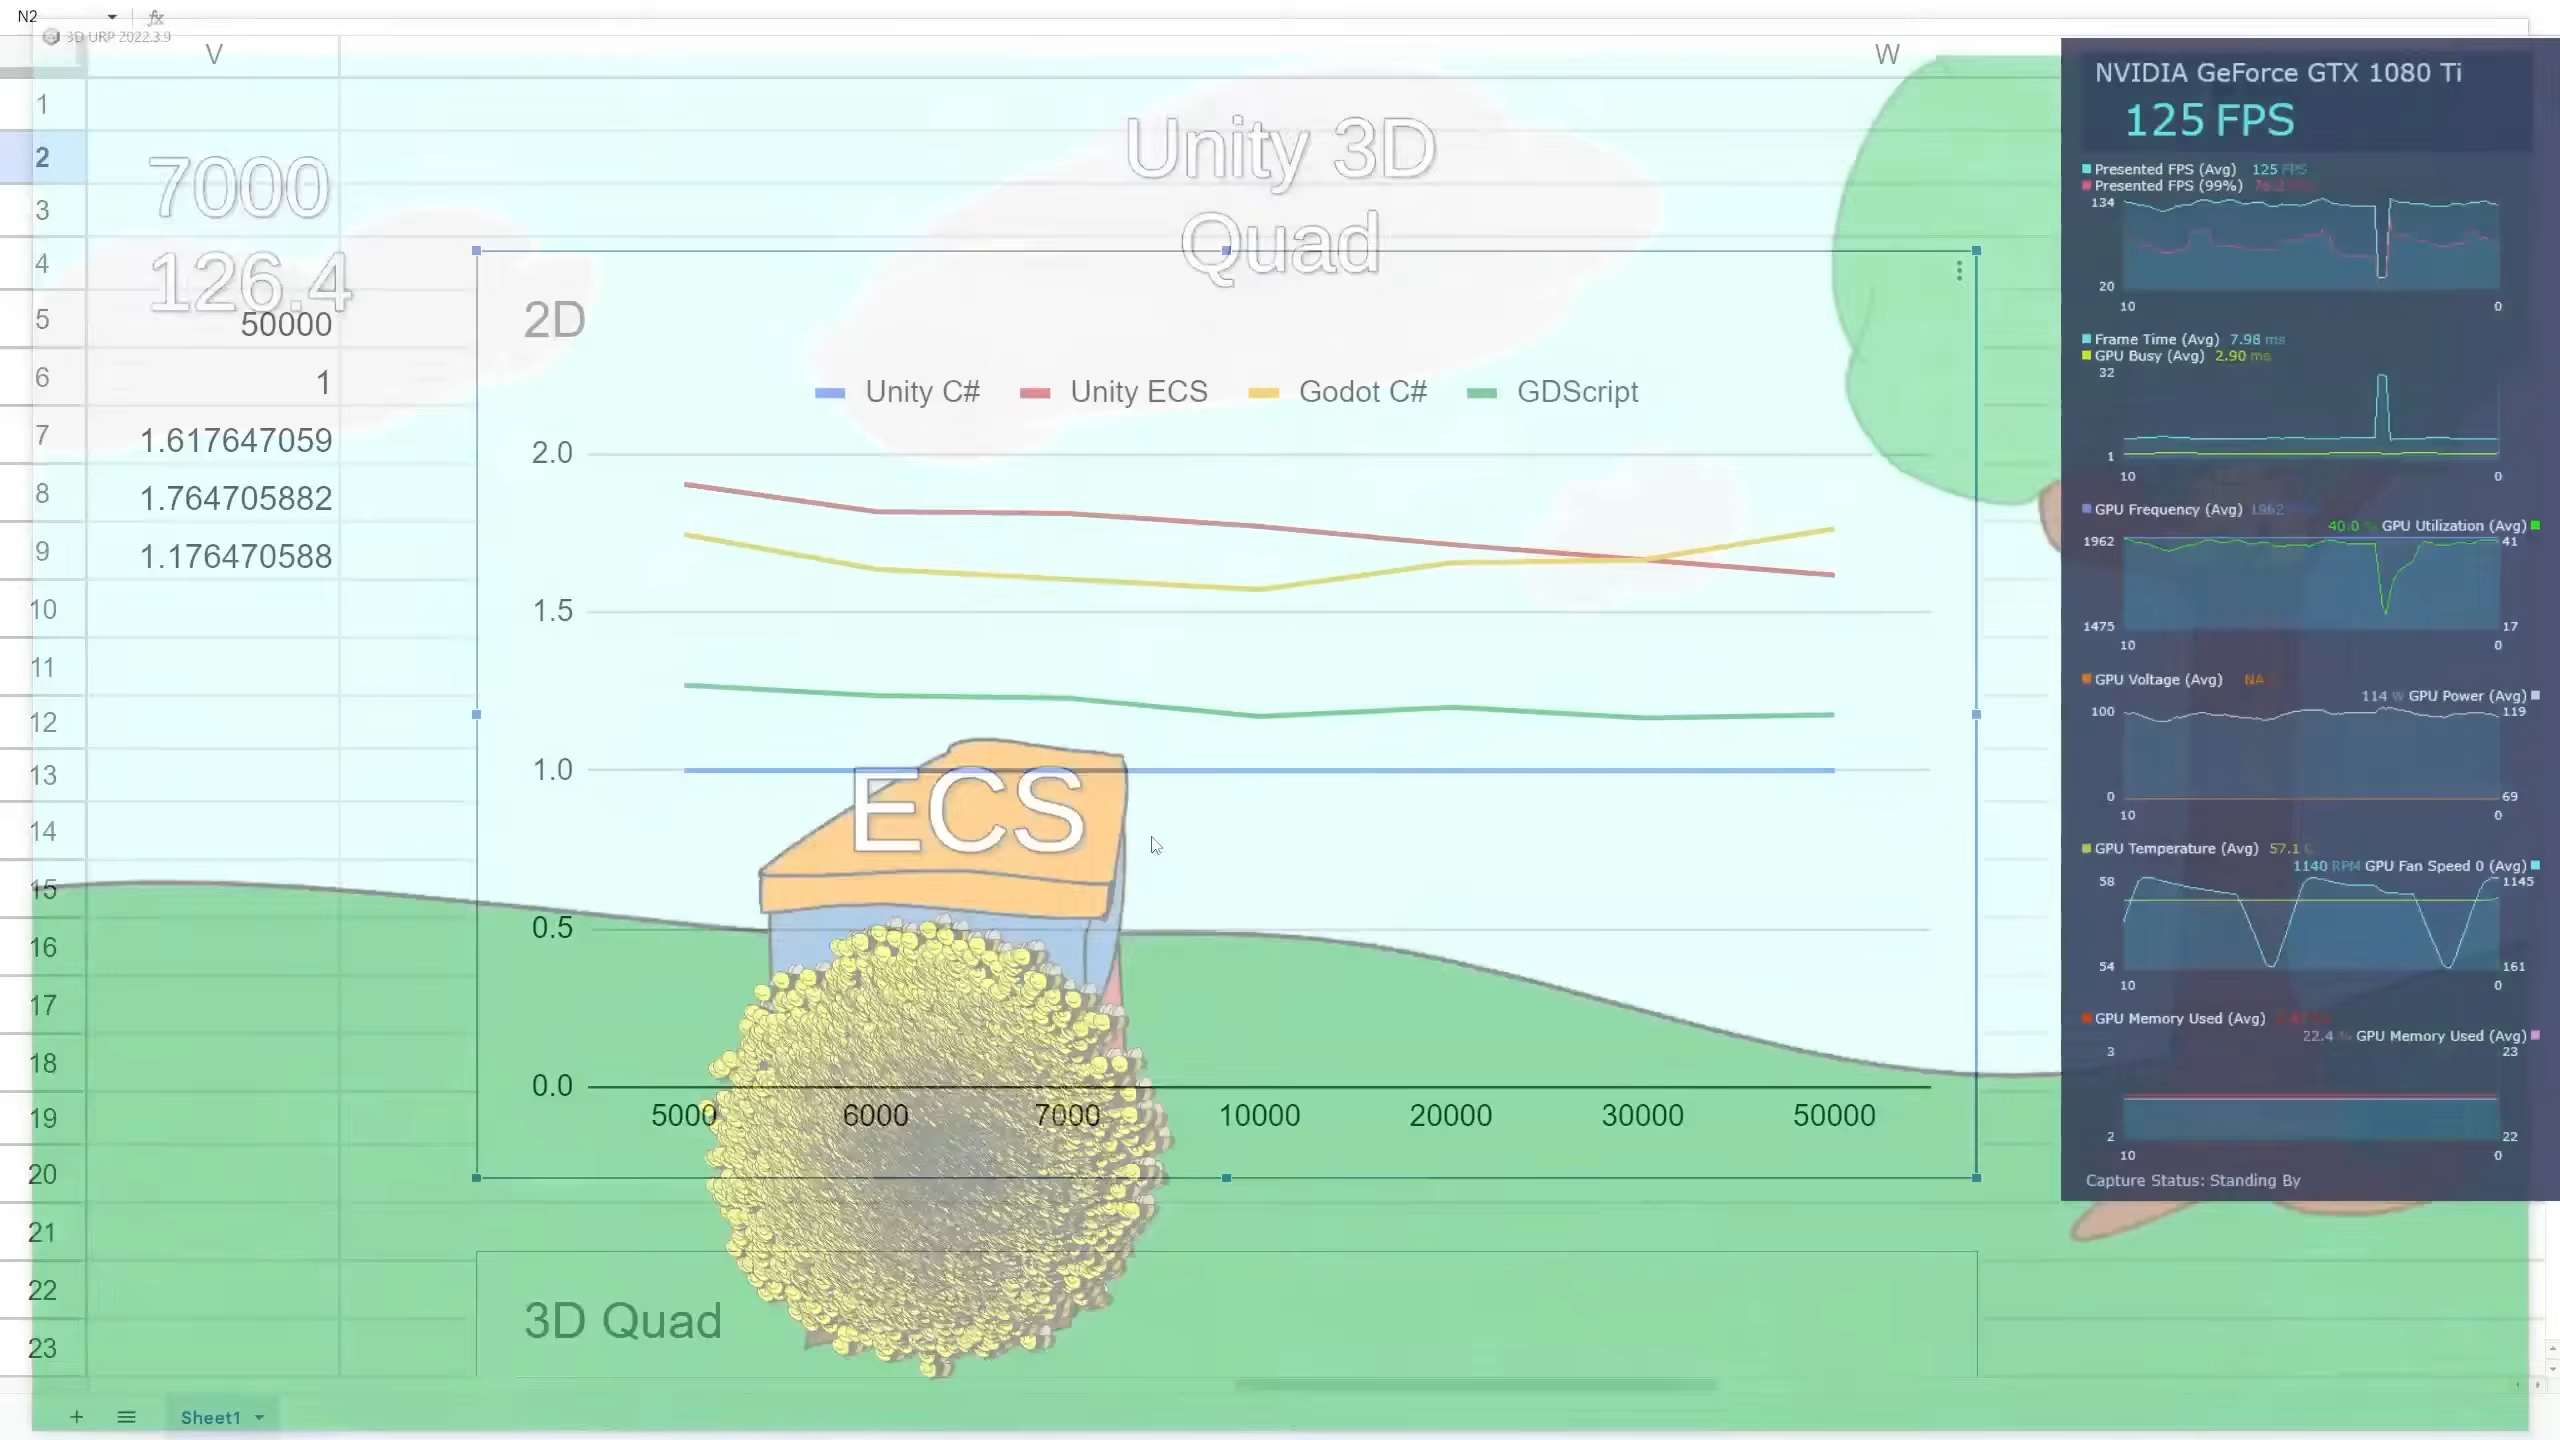 N2
fx
3D URP 2022.3.9
V
W
1
2
3
4
5
6
7
8
9
10
11
12
13
14
15
16
17
18
19
20
21
22
23
7000
126.4
50000
1
1.617647059
1.764705882
1.176470588
Unity 3D
Quad
2D
Unity C#
Unity ECS
Godot C#
GDScript
2.0
1.5
1.0
0.5
0.0
5000
6000
7000
10000
20000
30000
50000
ECS
3D Quad
Sheet1
NVIDIA GeForce GTX 1080 Ti
125 FPS
Presented FPS (Avg) 125 FPS
Presented FPS (99%)
134
20
10
0
Frame Time (Avg) 7.98 ms
GPU Busy (Avg) 2.90 ms
32
1
10
0
GPU Frequency (Avg) 1962
40.0 % GPU Utilization (Avg)
1962
41
1475
17
10
0
GPU Voltage (Avg) NA
114 W GPU Power (Avg)
100
119
0
69
10
0
GPU Temperature (Avg) 57.1 C
1140 RPM GPU Fan Speed 0 (Avg)
58
1145
54
161
10
0
GPU Memory Used (Avg)
22.4 % GPU Memory Used (Avg)
3
23
2
22
10
0
Capture Status: Standing By